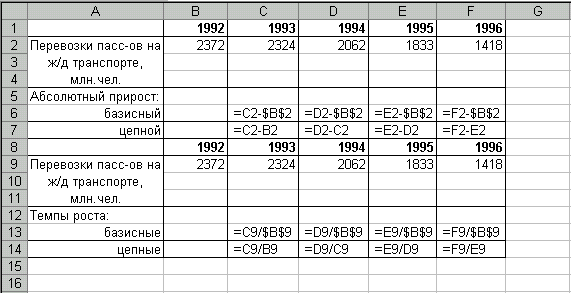 A B C D E F G
1 1992 1993 1994 1995 1996
2 Перевозки пасс-ов на 2372 2324 2062 1833 1418
3 ж/д транспорте,
4 млн.чел.
5 Абсолютный прирост:
6 базисный =C2-$B$2 =D2-$B$2 =E2-$B$2 =F2-$B$2
7 цепной =C2-B2 =D2-C2 =E2-D2 =F2-E2
8 1992 1993 1994 1995 1996
9 Перевозки пасс-ов на 2372 2324 2062 1833 1418
10 ж/д транспорте,
11 млн.чел.
12 Темпы роста:
13 базисные =C9/$B$9 =D9/$B$9 =E9/$B$9 =F9/$B$9
14 цепные =C9/B9 =D9/C9 =E9/D9 =F9/E9
15
16